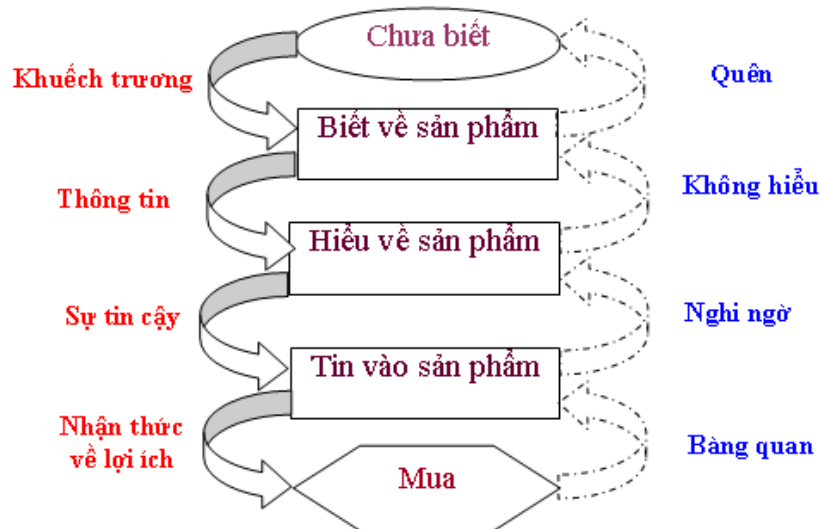 Chưa biết
Khuếch trương
Quên
Biết về sản phẩm
Thông tin
Không hiểu
Hiểu về sản phẩm
Sự tin cậy
Nghi ngờ
Tin vào sản phẩm
Nhận thức
về lợi ích
Bàng quan
Mua